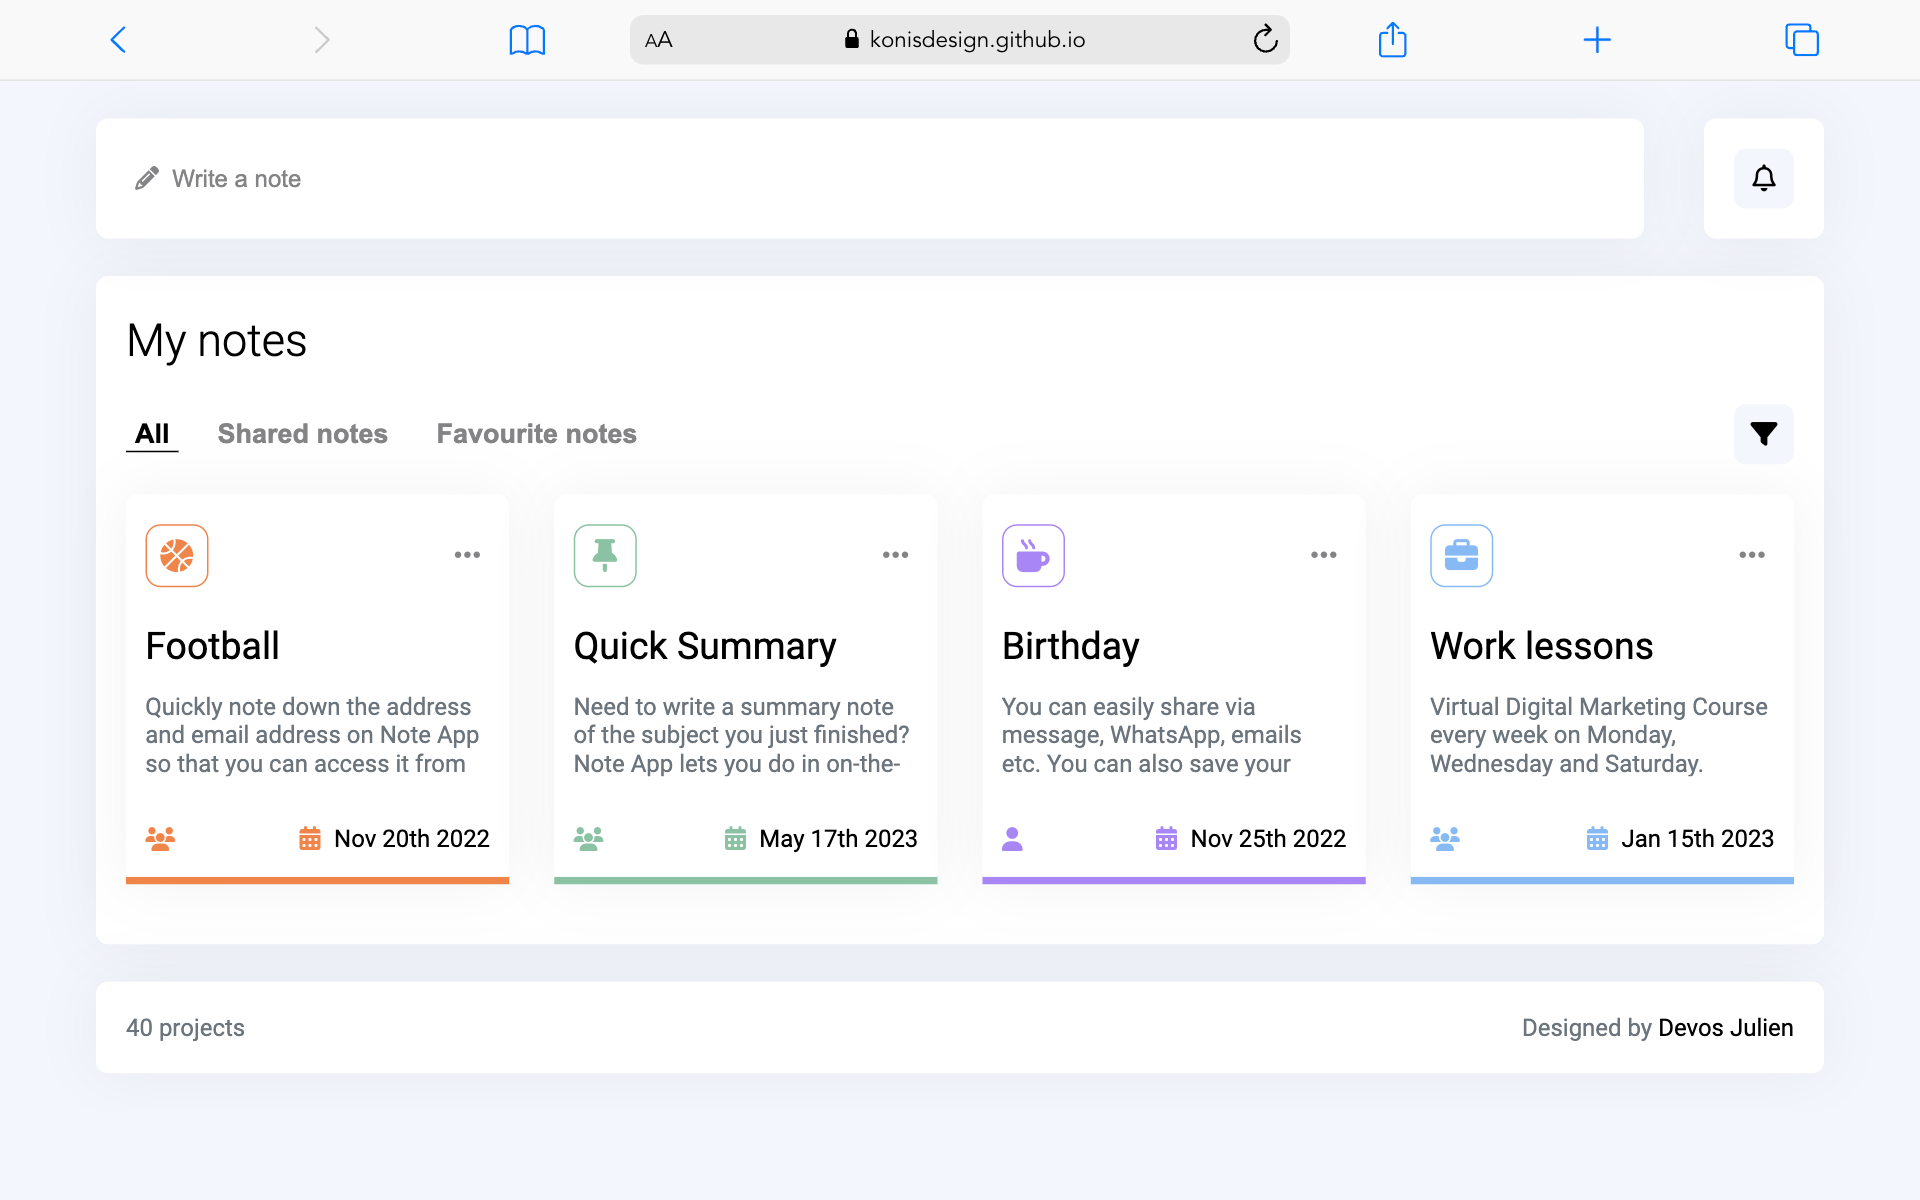 AA
konisdesign.github.io
Write a note
My notes
All
Shared notes
Favourite notes
Football
Quickly note down the address
and email address on Note App
so that you can access it from
Nov 20th 2022
Quick Summary
Need to write a summary note
of the subject you just finished?
Note App lets you do in on-the-
May 17th 2023
Birthday
You can easily share via
message, WhatsApp, emails
etc. You can also save your
Nov 25th 2022
Work lessons
Virtual Digital Marketing Course
every week on Monday,
Wednesday and Saturday.
Jan 15th 2023
40 projects
Designed by Devos Julien